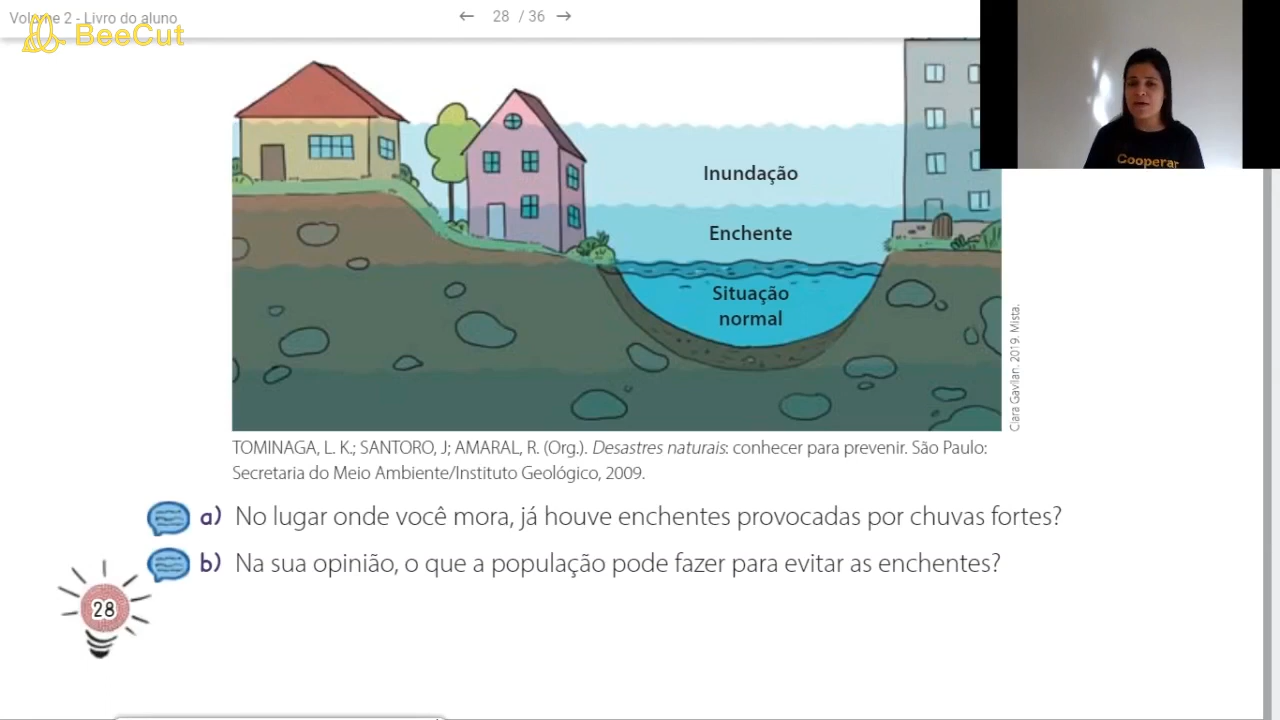 Volume 2 - Livro do aluno
28 / 36
BeeCut
Cooperar
Inundação
Enchente
Situação
normal
Clara Gavilan. 2019. Mista.
TOMINAGA, L. K.; SANTORO, J; AMARAL, R. (Org.). Desastres naturais: conhecer para prevenir. São Paulo:
Secretaria do Meio Ambiente/Instituto Geológico, 2009.
a) No lugar onde você mora, já houve enchentes provocadas por chuvas fortes?
b) Na sua opinião, o que a população pode fazer para evitar as enchentes?
28